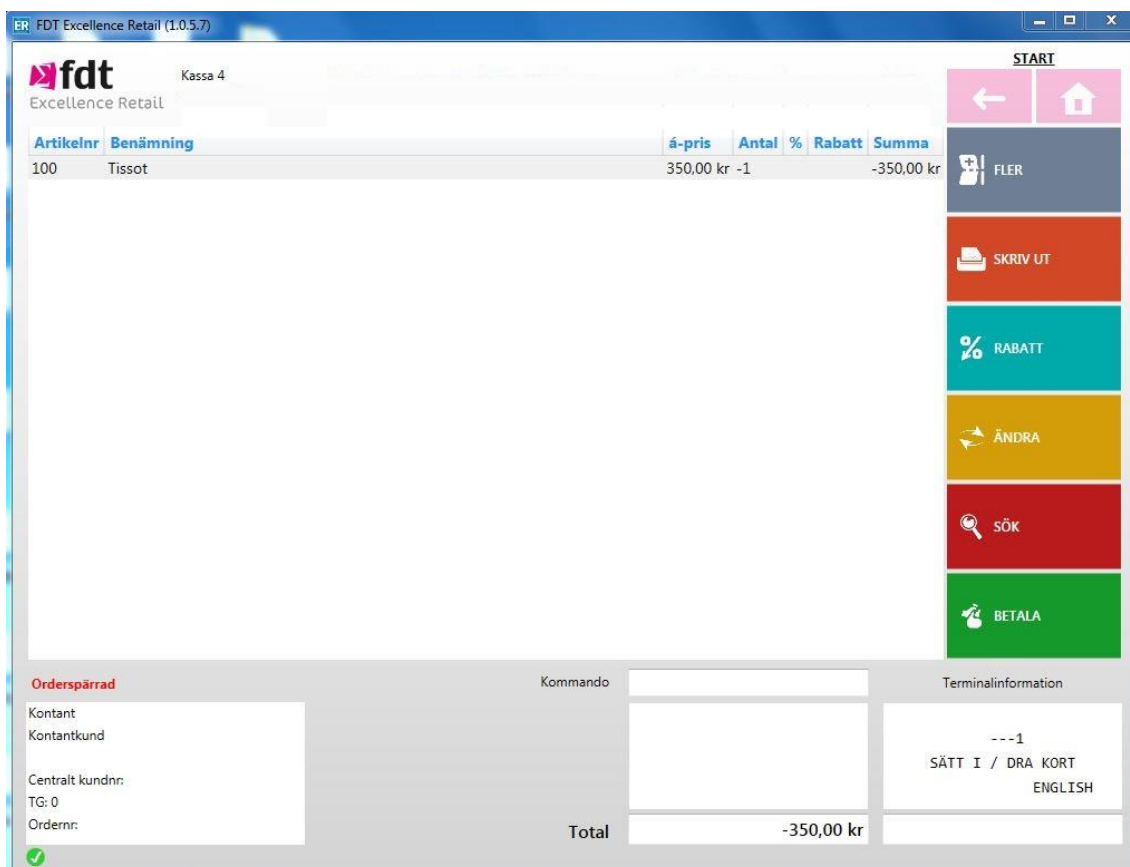 ER FDT Excellence Retail (1.0.5.7)
fdt
Excellence Retail
Kassa 4
START
Artikelnr Benämning á-pris Antal % Rabatt Summa
100 Tissot 350,00 kr -1 -350,00 kr
FLER
SKRIV UT
% RABATT
ÄNDRA
SÖK
BETALA
Orderspärrad
Kontant
Kontantkund
Centralt kundnr:
TG: 0
Ordernr:
Kommando
Total -350,00 kr
Terminalinformation
---1
SÄTT I / DRA KORT
ENGLISH